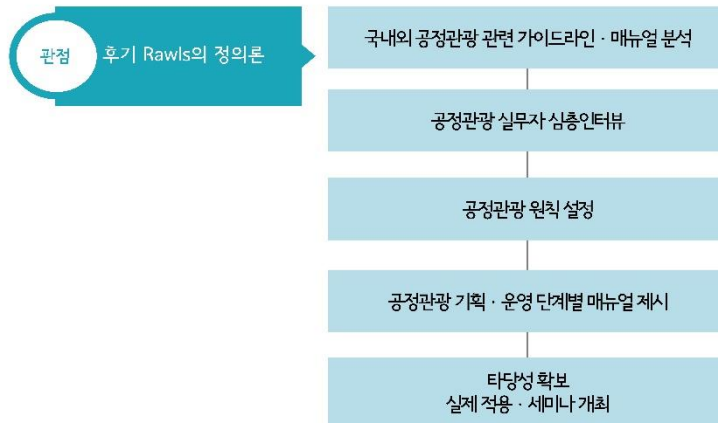 관점
후기 Rawls의 정의론
국내외 공정관광 관련 가이드라인 · 매뉴얼 분석
공정관광 실무자 심층인터뷰
공정관광 원칙 설정
공정관광 기획 · 운영 단계별 매뉴얼 제시
타당성 확보
실제 적용 · 세미나 개최